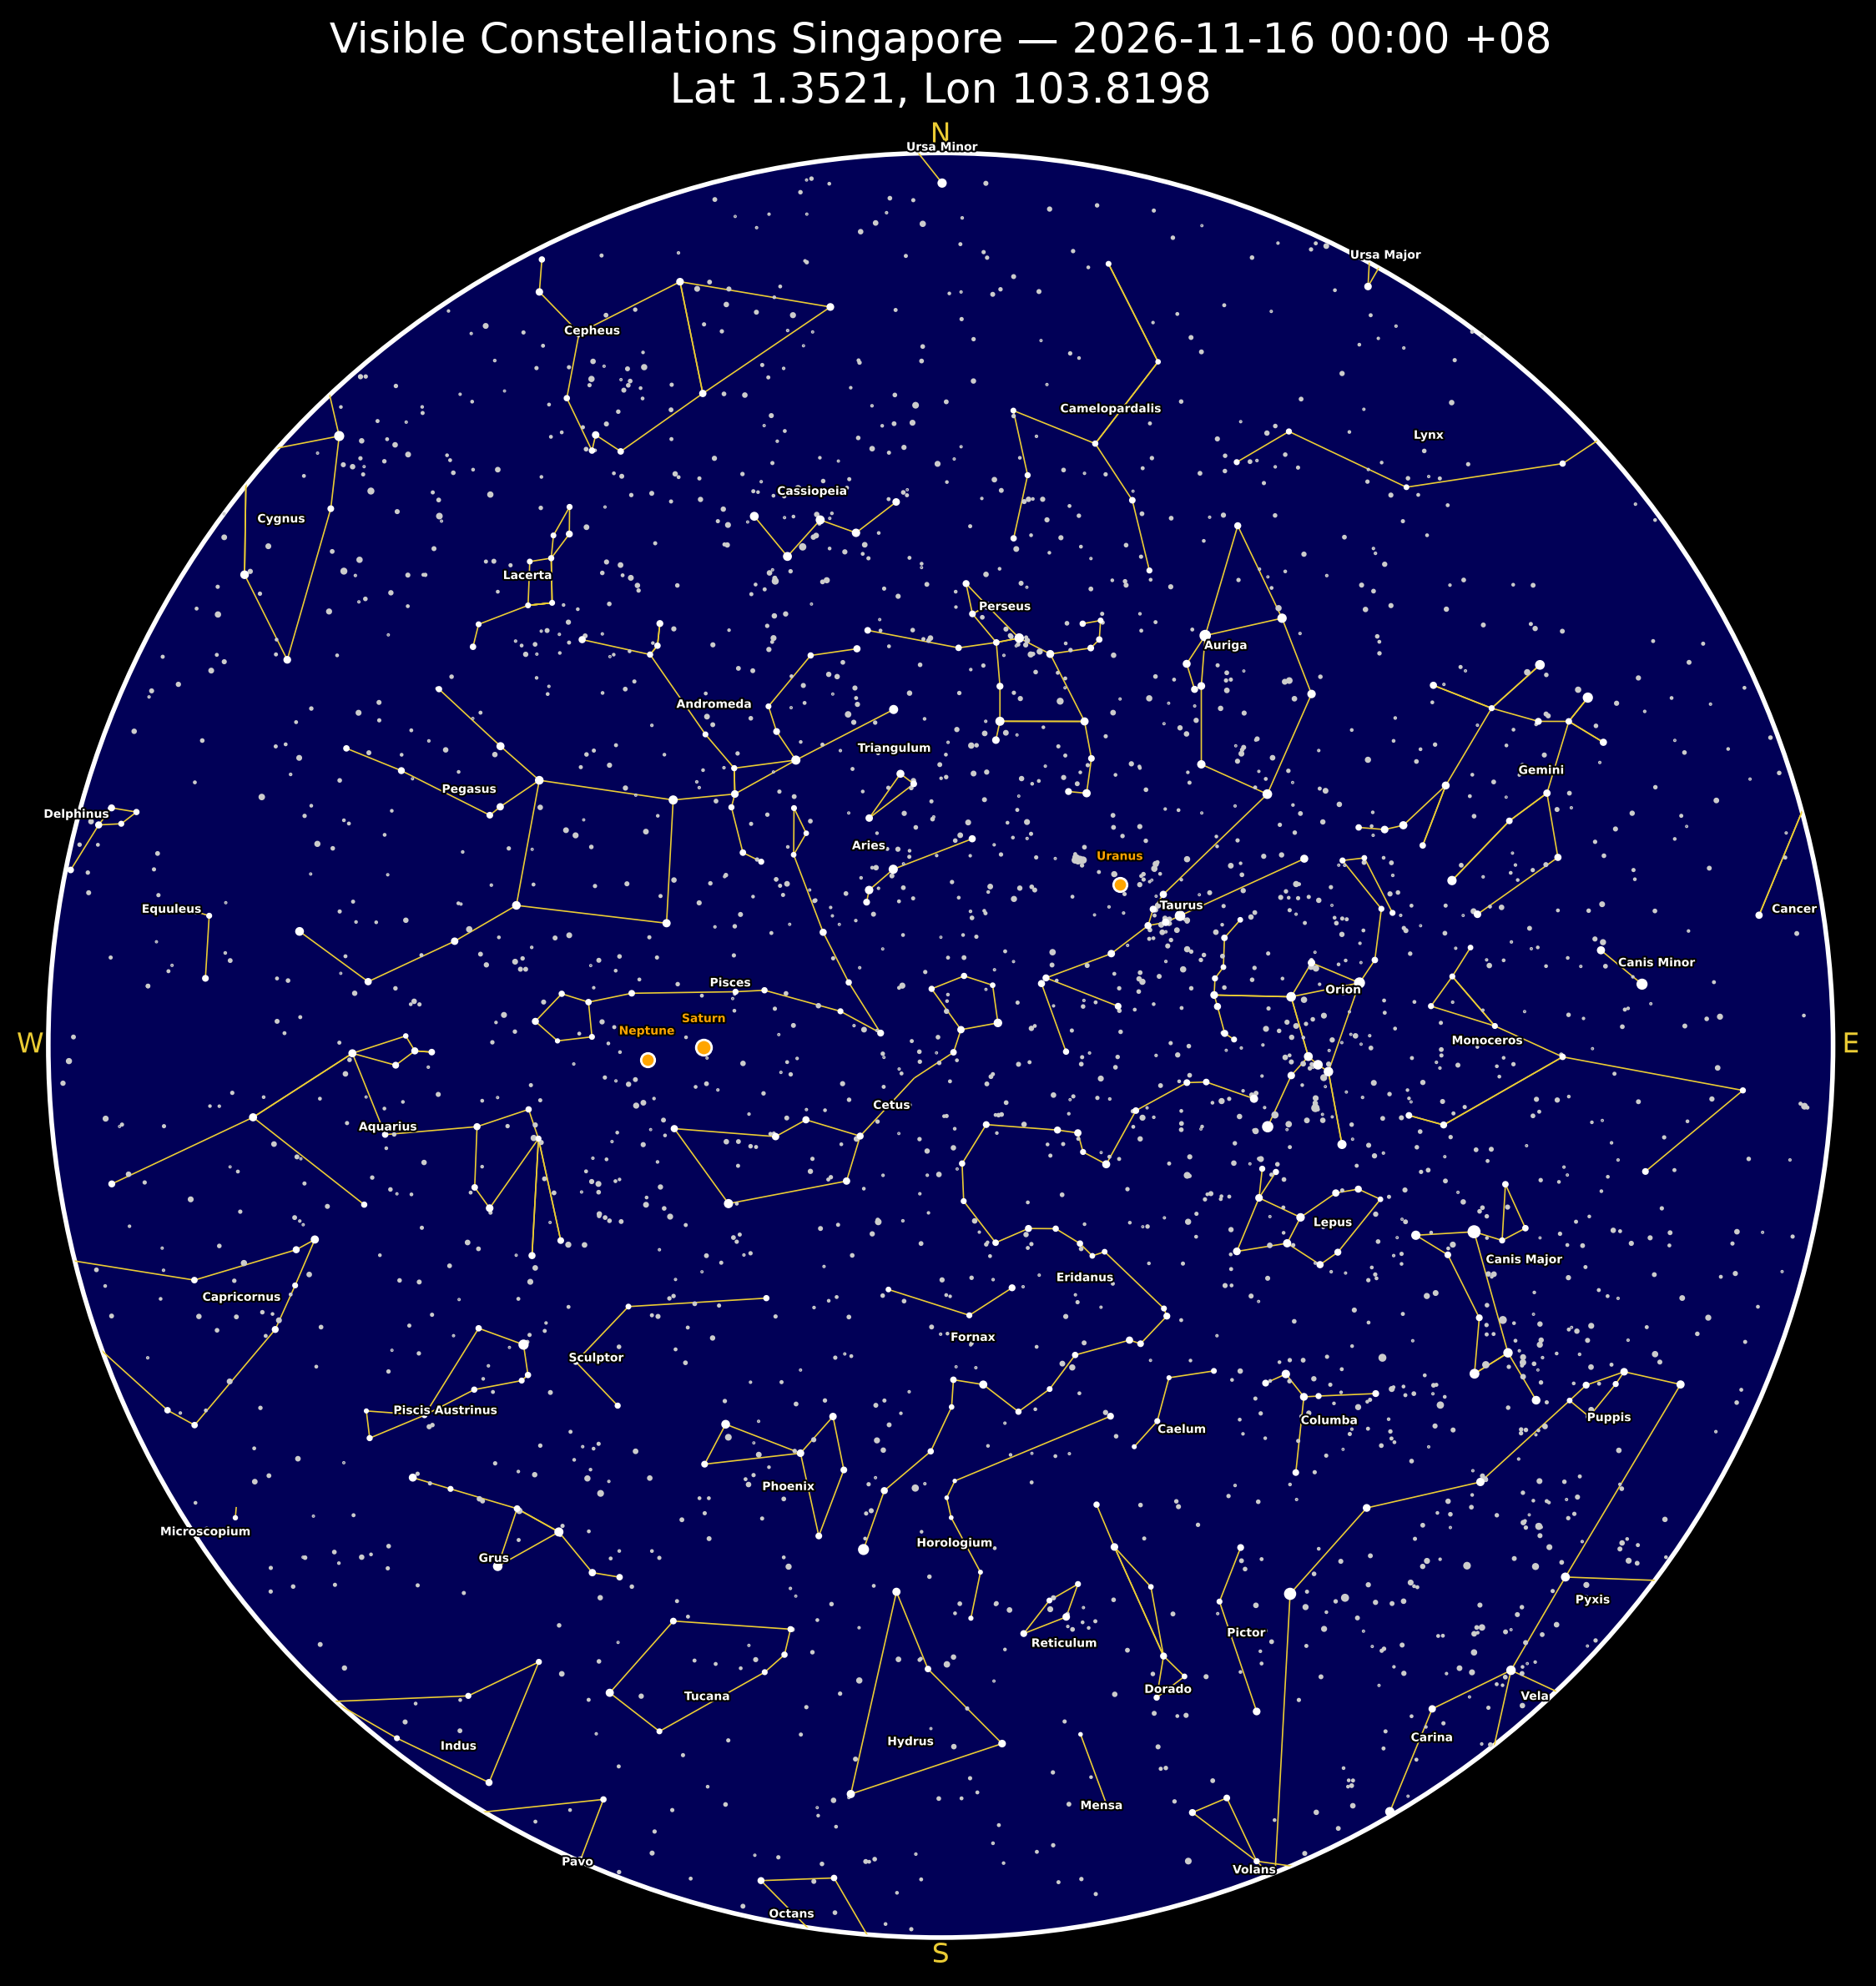 Visible Constellations Singapore — 2026-11-16 00:00 +08
Lat 1.3521, Lon 103.8198
N
Ursa Minor
Ursa Major
Cepheus
Camelopardalis
Lynx
Cassiopeia
Cygnus
Lacerta
Perseus
Auriga
Andromeda
Triangulum
Gemini
Pegasus
Delphinus
Aries
Uranus
Taurus
Equuleus
Cancer
Canis Minor
Pisces
Orion
Saturn
Neptune
W
E
Monoceros
Cetus
Aquarius
Lepus
Canis Major
Eridanus
Capricornus
Fornax
Sculptor
Piscis Austrinus
Puppis
Columba
Caelum
Phoenix
Microscopium
Horologium
Grus
Pyxis
Pictor
Reticulum
Dorado
Tucana
Vela
Carina
Hydrus
Indus
Mensa
Pavo
Volans
Octans
S